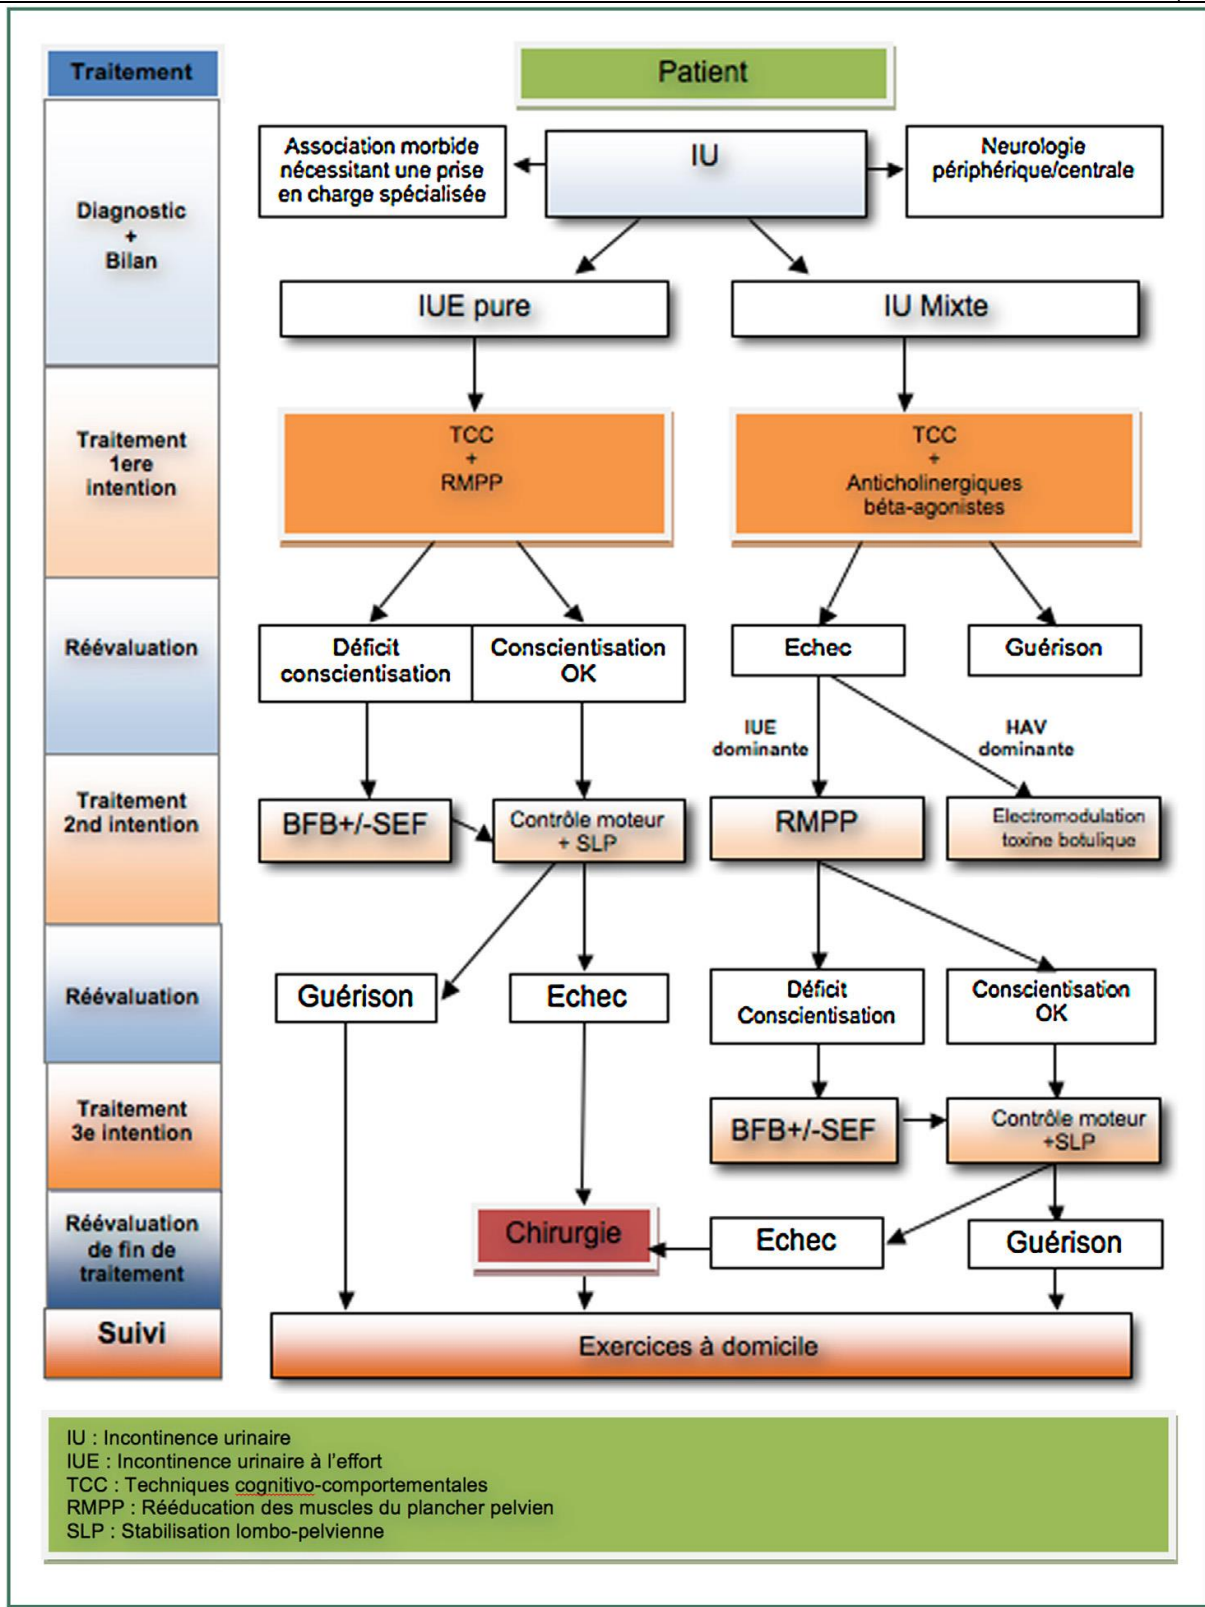 Traitement
Patient
Association morbide
nécessitant une prise
en charge spécialisée
IU
Neurologie
périphérique/centrale
Diagnostic
+
Bilan
IUE pure
IU Mixte
Traitement
1ere
intention
TCC
+
RMPP
TCC
+
Anticholinergiques
béta-agonistes
Réévaluation
Déficit
conscientisation
Conscientisation
OK
Echec
Guérison
IUE
dominante
HAV
dominante
Traitement
2nd intention
BFB+/-SEF
Contrôle moteur
+ SLP
RMPP
Electromodulation
toxine botulique
Réévaluation
Guérison
Echec
Déficit
Conscientisation
Conscientisation
OK
Traitement
3e intention
BFB+/-SEF
Contrôle moteur
+SLP
Réévaluation
de fin de
traitement
Chirurgie
Echec
Guérison
Suivi
Exercices à domicile
IU : Incontinence urinaire
IUE : Incontinence urinaire à l'effort
TCC : Techniques cognitivo-comportementales
RMPP : Rééducation des muscles du plancher pelvien
SLP : Stabilisation lombo-pelvienne